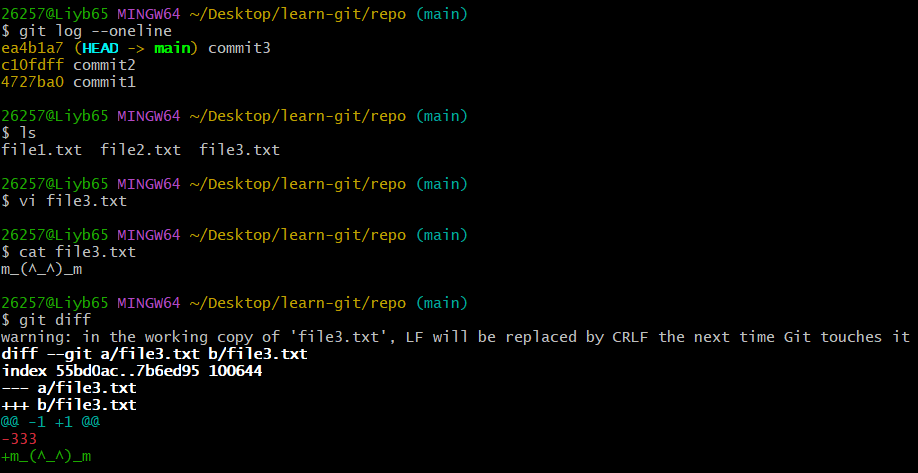 26257@Liyb65 MINGW64 ~/Desktop/learn-git/repo (main)
$ git log --oneline
ea4b1a7 (HEAD -> main) commit3
c10fdff commit2
4727ba0 commit1

26257@Liyb65 MINGW64 ~/Desktop/learn-git/repo (main)
$ ls
file1.txt  file2.txt  file3.txt

26257@Liyb65 MINGW64 ~/Desktop/learn-git/repo (main)
$ vi file3.txt

26257@Liyb65 MINGW64 ~/Desktop/learn-git/repo (main)
$ cat file3.txt
m_(^_^)_m

26257@Liyb65 MINGW64 ~/Desktop/learn-git/repo (main)
$ git diff
warning: in the working copy of 'file3.txt', LF will be replaced by CRLF the next time Git touches it
diff --git a/file3.txt b/file3.txt
index 55bd0ac..7b6ed95 100644
--- a/file3.txt
+++ b/file3.txt
@@ -1 +1 @@
-333
+m_(^_^)_m